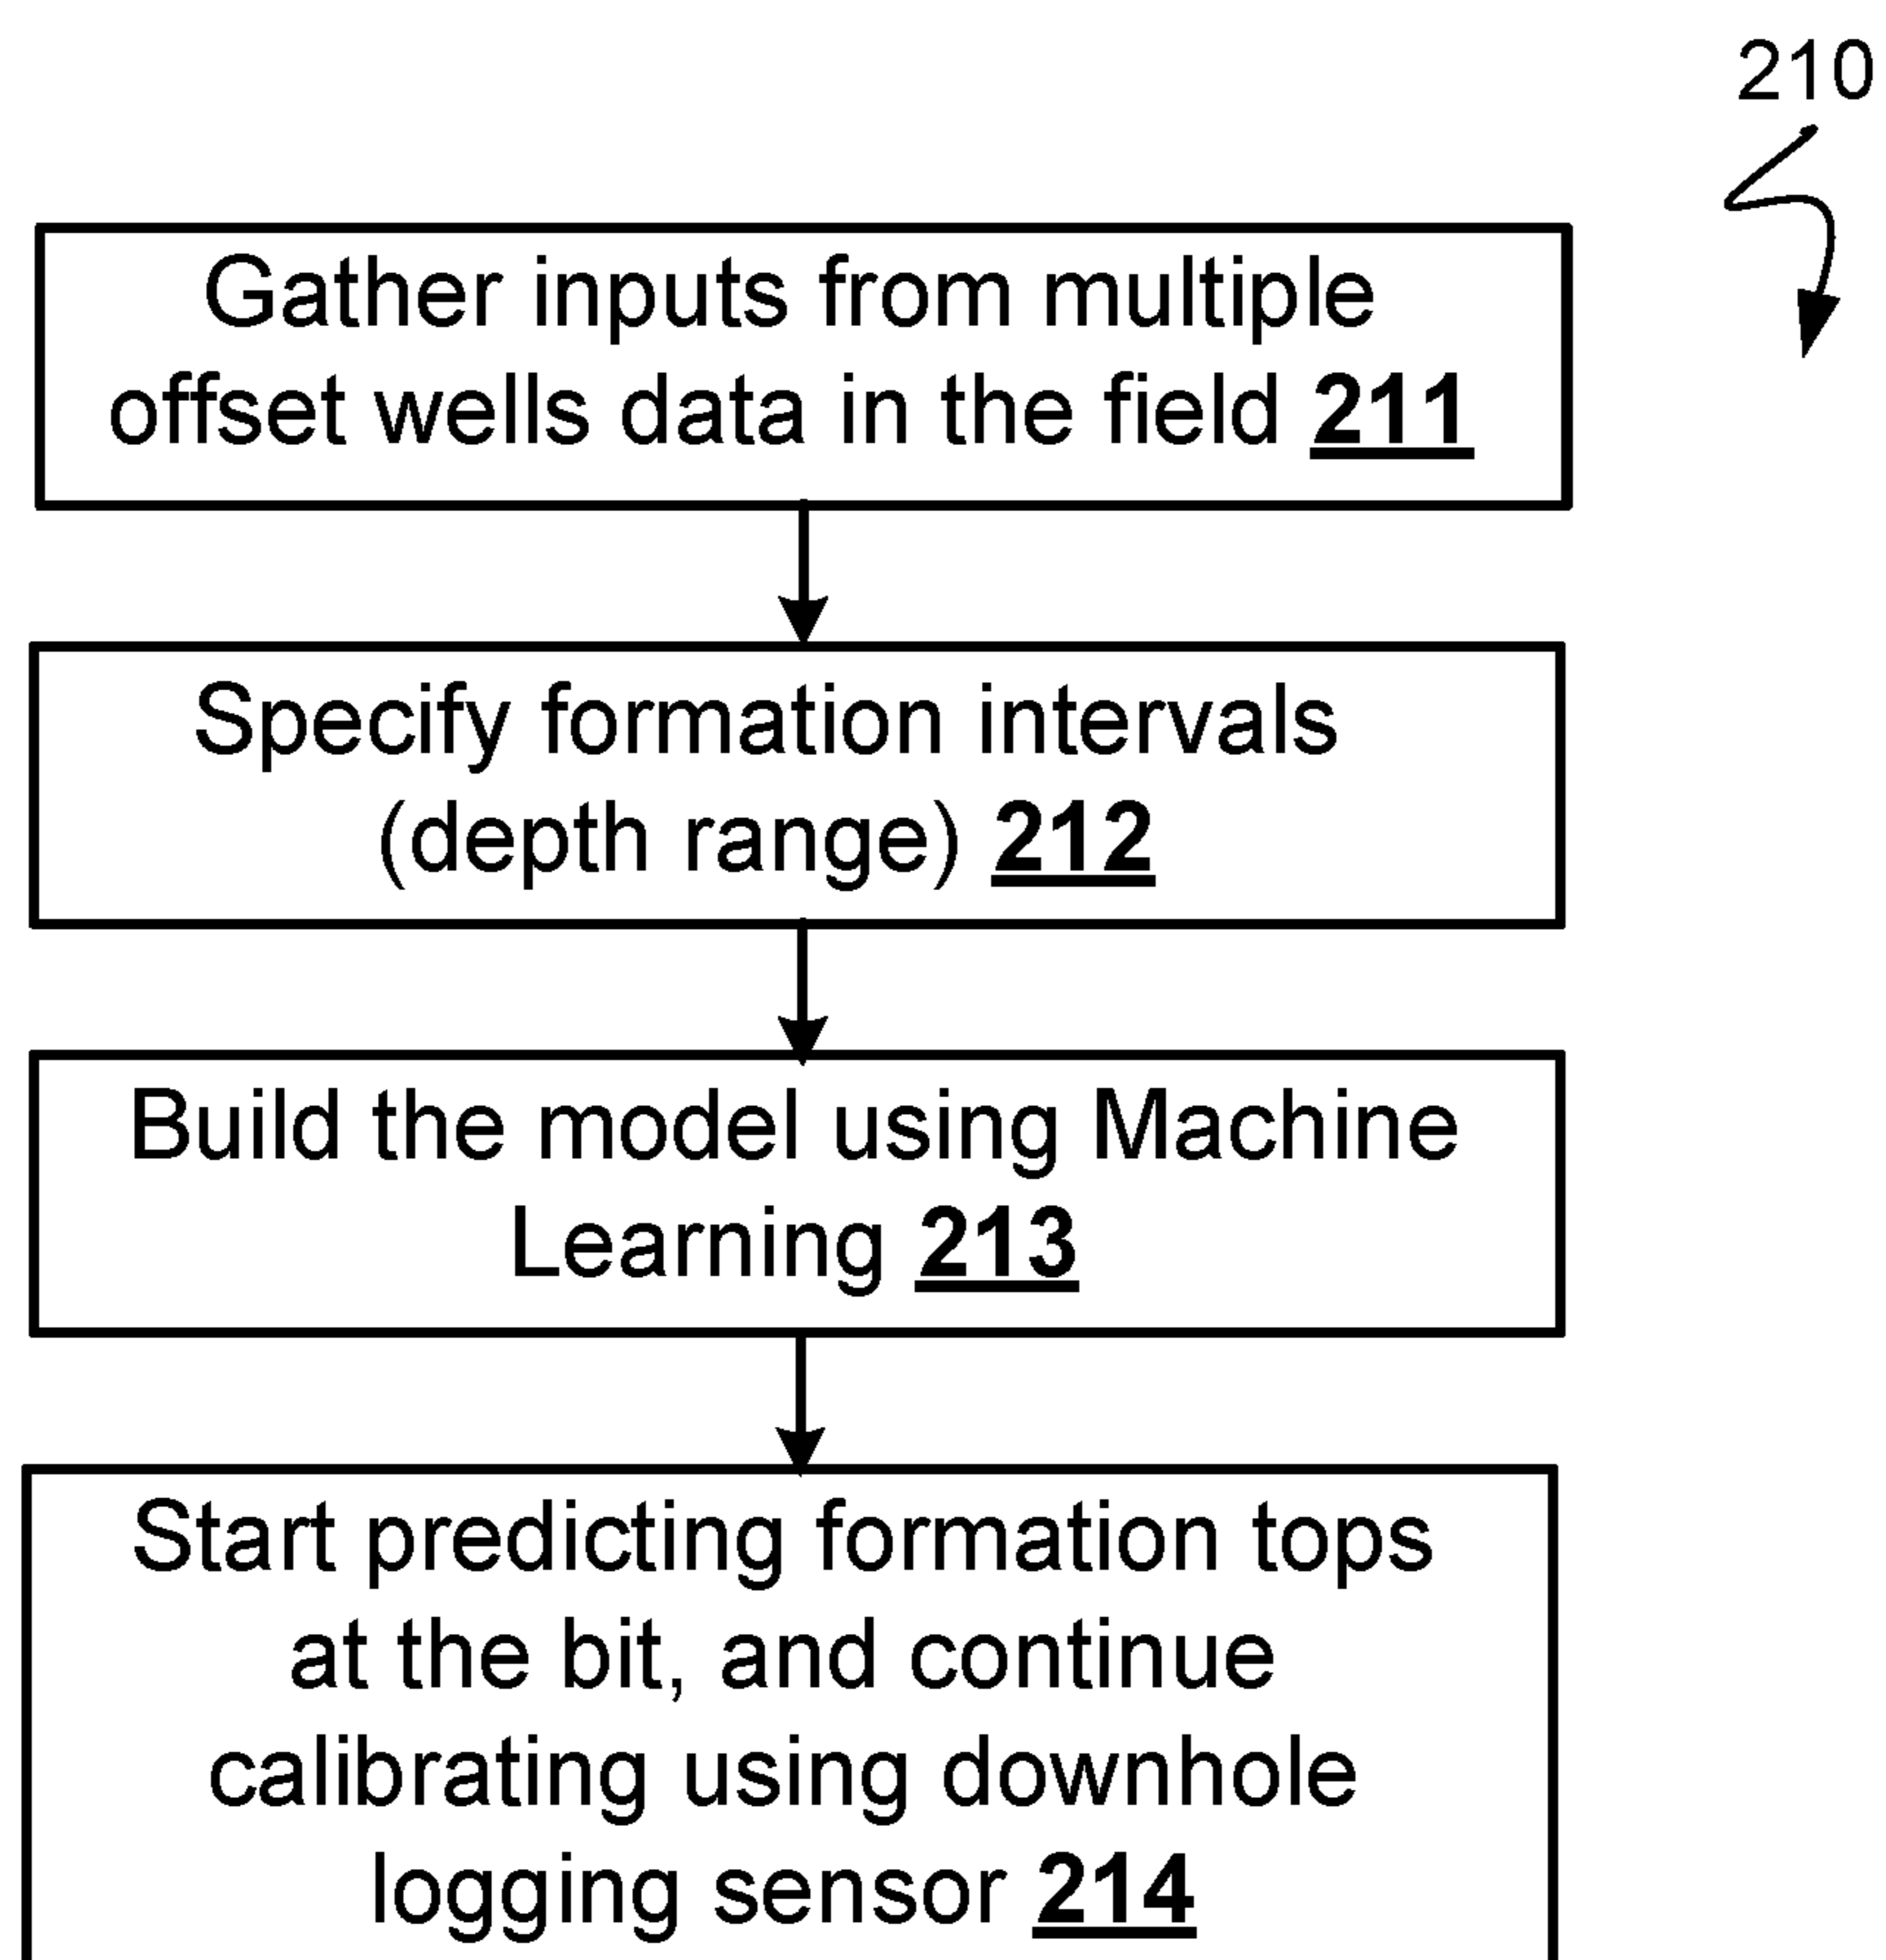 210
Gather inputs from multiple
offset wells data in the field 211
Specify formation intervals
(depth range) 212
Build the model using Machine
Learning 213
Start predicting formation tops
at the bit, and continue
calibrating using downhole
logging sensor 214